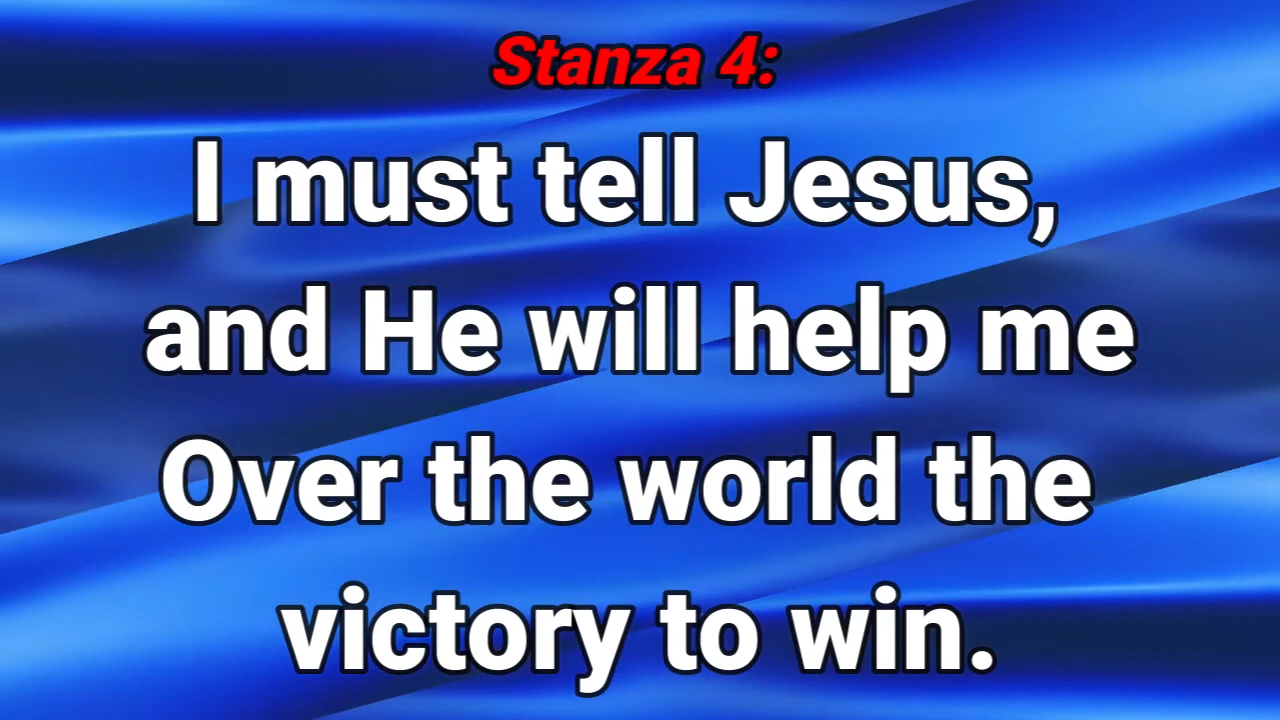 Stanza 4:
I must tell Jesus,
and He will help me
Over the world the
victory to win.